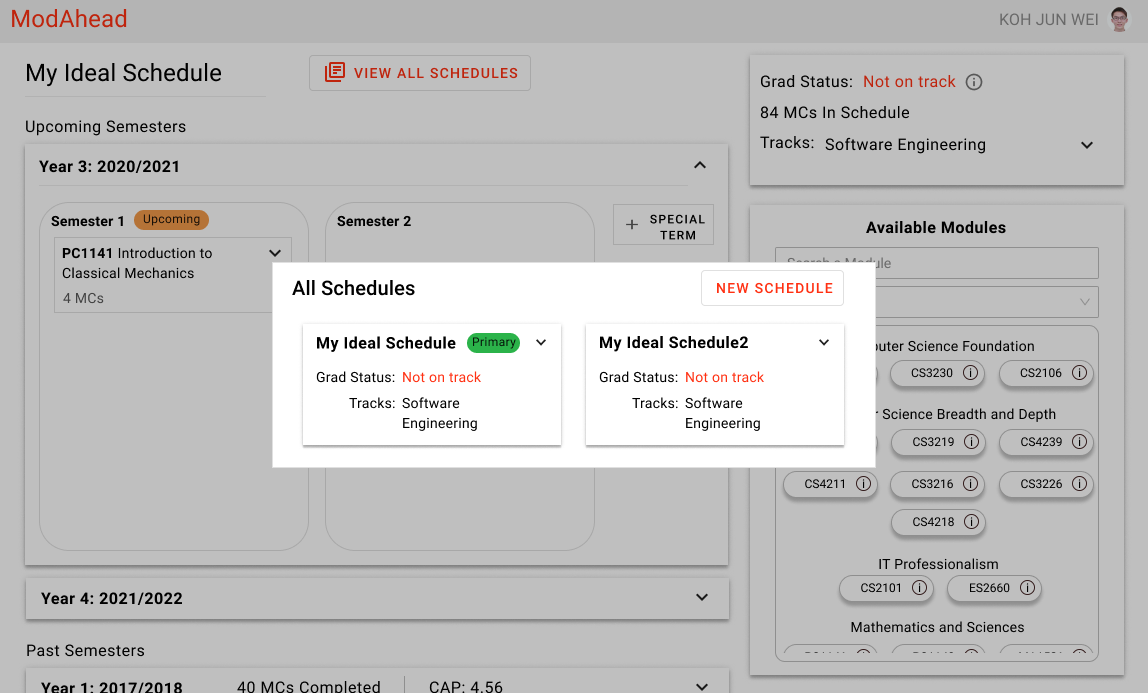 ModAhead
KOH JUN WEI
My Ideal Schedule
VIEW ALL SCHEDULES
Upcoming Semesters
Year 3: 2020/2021
Semester 1
Upcoming
PC1141 Introduction to
Classical Mechanics
4 MCs
Semester 2
SPECIAL
TERM
All Schedules
NEW SCHEDULE
My Ideal Schedule
Primary
Grad Status: Not on track
Tracks: Software
Engineering
My Ideal Schedule2
Grad Status: Not on track
Tracks: Software
Engineering
Year 4: 2021/2022
Past Semesters
Year 1: 2017/2018
40 MCs Completed
CAP: 4.56
Grad Status: Not on track
84 MCs In Schedule
Tracks: Software Engineering
Available Modules
Search a Module
Science Foundation
CS3230
CS2106
Science Breadth and Depth
CS3219
CS4239
CS4211
CS3216
CS3226
CS4218
IT Professionalism
CS2101
ES2660
Mathematics and Sciences